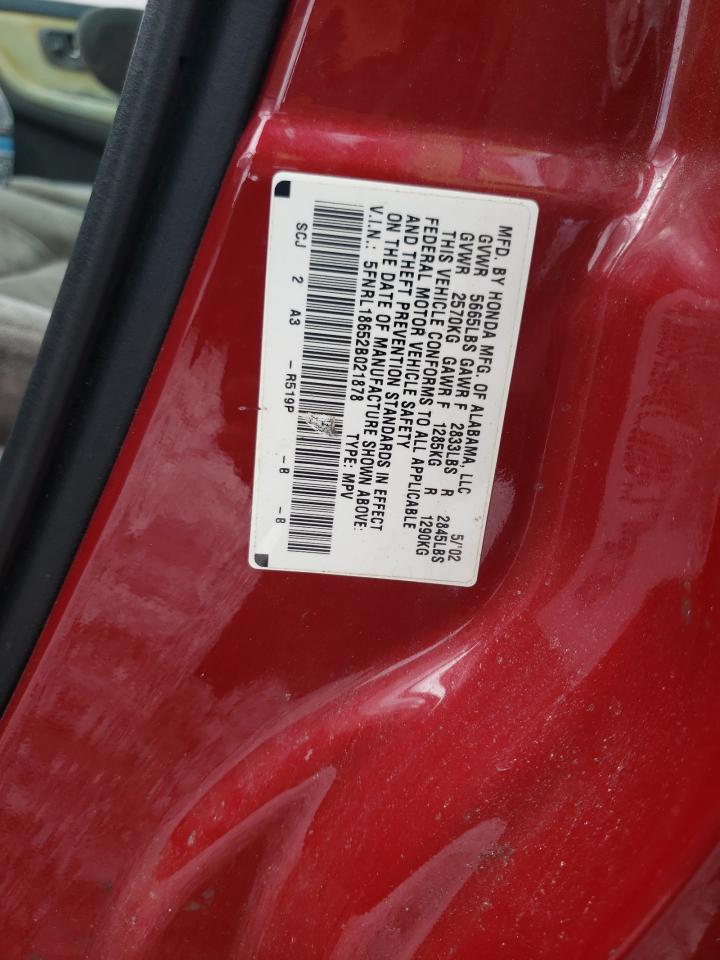 MFD. BY HONDA MFG. OF ALABAMA, LLC 5/'02
GVWR 5665LBS GAWR F 2833LBS R 2845LBS
GVWR 2570KG GAWR F 1285KG R 1290KG
THIS VEHICLE CONFORMS TO ALL APPLICABLE
FEDERAL MOTOR VEHICLE SAFETY
AND THEFT PREVENTION STANDARDS IN EFFECT
ON THE DATE OF MANUFACTURE SHOWN ABOVE:
V.I.N.: 5FNRL18652B021878 TYPE: MPV
SCJ 2 A3 - R519P - B - B